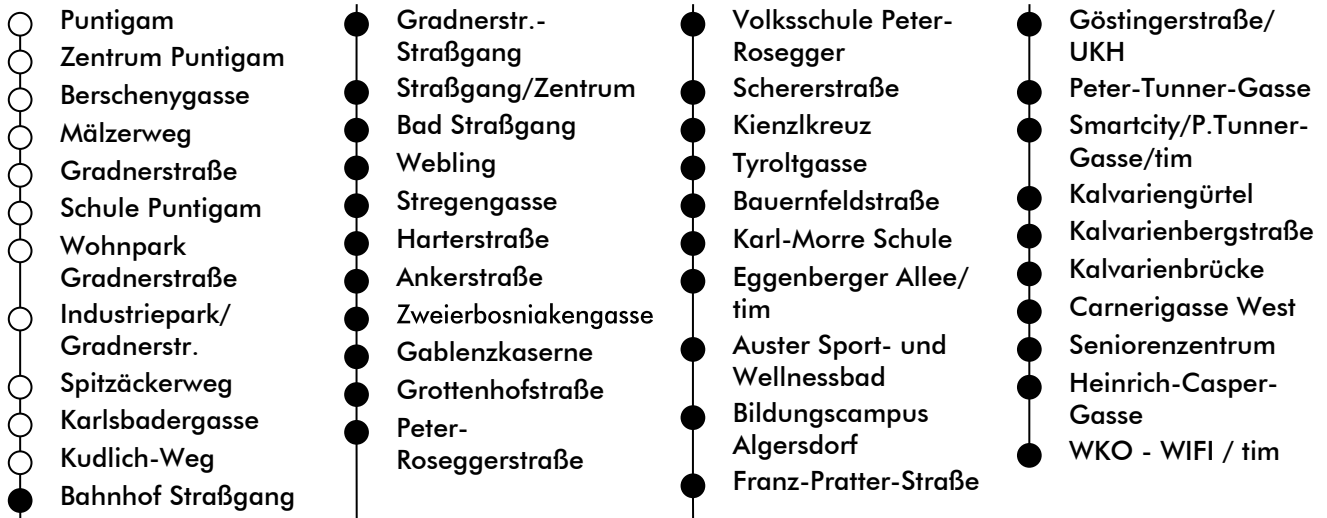 Puntigam
Zentrum Puntigam
Berschenygasse
Mälzerweg
Gradnerstraße
Schule Puntigam
Wohnpark
Gradnerstraße
Industriepark/
Gradnerstr.
Spitzäckerweg
Karlsbadergasse
Kudlich-Weg
Bahnhof Straßgang
Gradnerstr.-
Straßgang
Straßgang/Zentrum
Bad Straßgang
Webling
Stregengasse
Harterstraße
Ankerstraße
Zweierbosniakengasse
Gablenzkaserne
Grottenhofstraße
Peter-
Roseggerstraße
Volksschule Peter-
Rosegger
Schererstraße
Kienzlkreuz
Tyroltgasse
Bauernfeldstraße
Karl-Morre Schule
Eggenberger Allee/
tim
Auster Sport- und
Wellnessbad
Bildungscampus
Algersdorf
Franz-Pratter-Straße
Göstingerstraße/
UKH
Peter-Tunner-Gasse
Smartcity/P.Tunner-
Gasse/tim
Kalvariengürtel
Kalvarienbergstraße
Kalvarienbrücke
Carnerigasse West
Seniorenzentrum
Heinrich-Casper-
Gasse
WKO - WIFI / tim